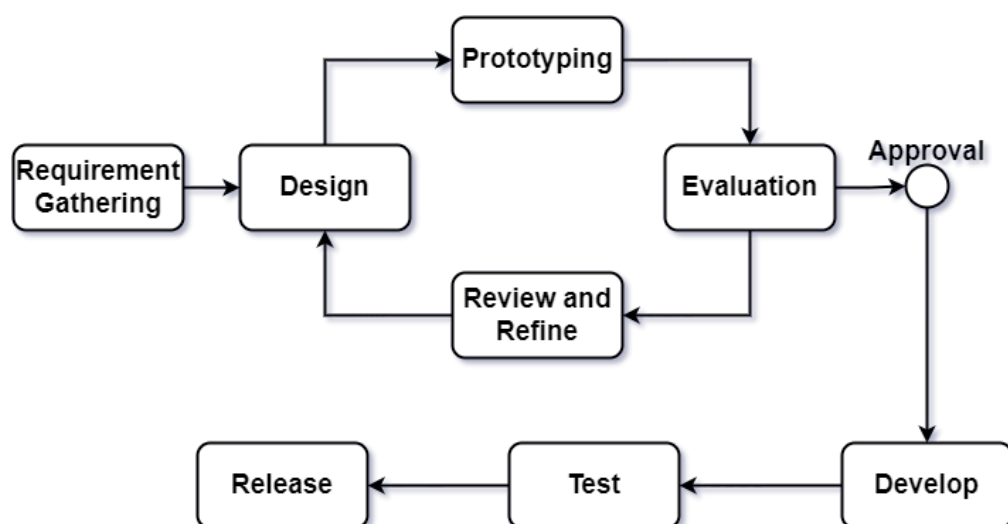 Prototyping
Approval
Requirement
Gathering
Design
Evaluation
Review and
Refine
Release
Test
Develop